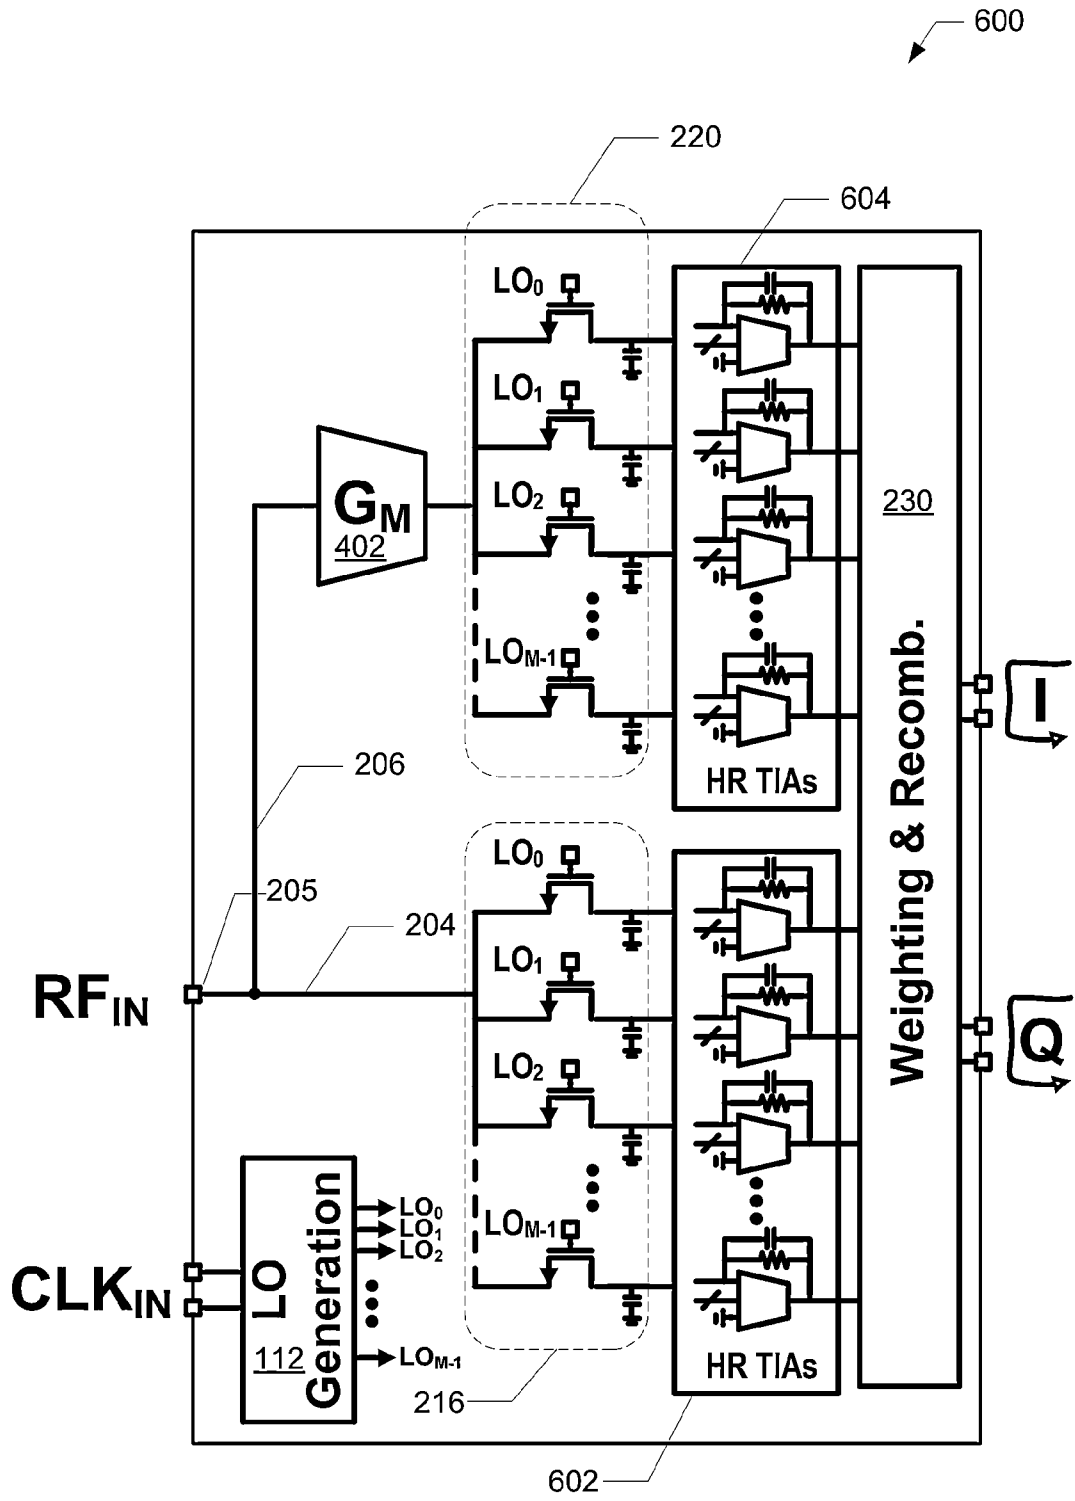 600
220
604
LO0
LO1
LO2
LOM-1
GM
402
HR TIAs
230
Weighting & Recomb.
I
Q
206
205
204
RFIN
LO0
LO1
LO2
LOM-1
HR TIAs
CLKIN
LO
Generation
112
LO0
LO1
LO2
LOM-1
216
602